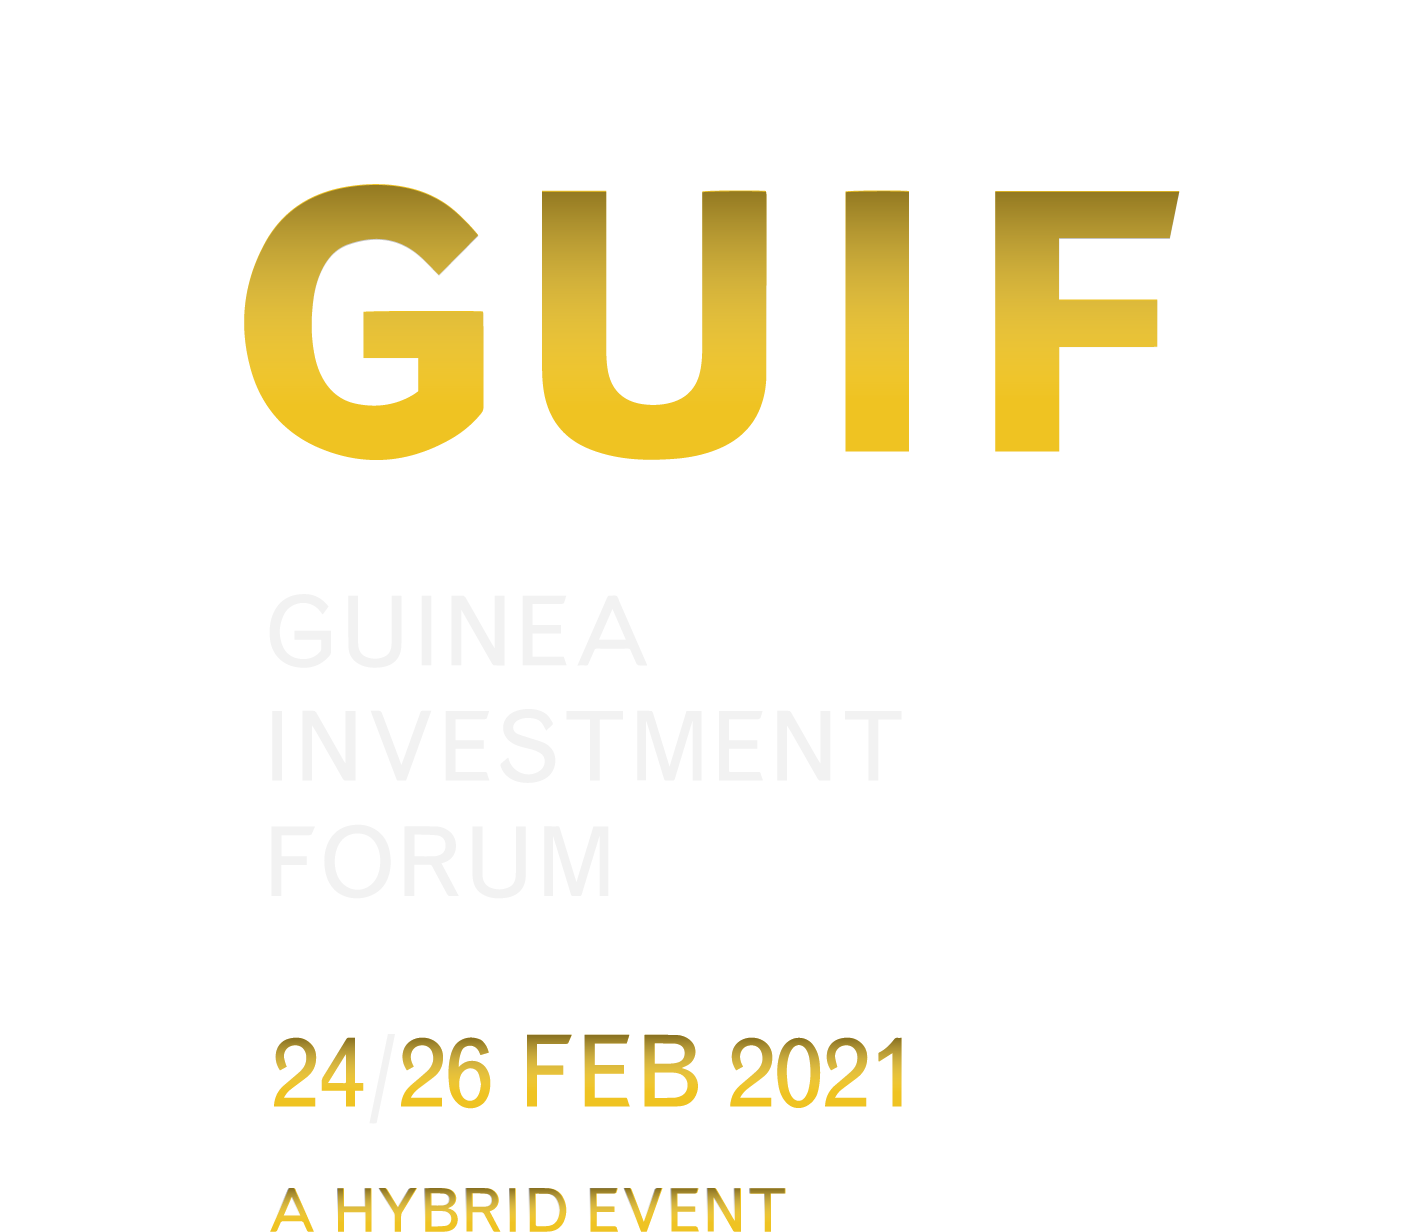 GUIF
GUINEA
INVESTMENT
FORUM
24/26 FEB 2021
A HYBRID EVENT